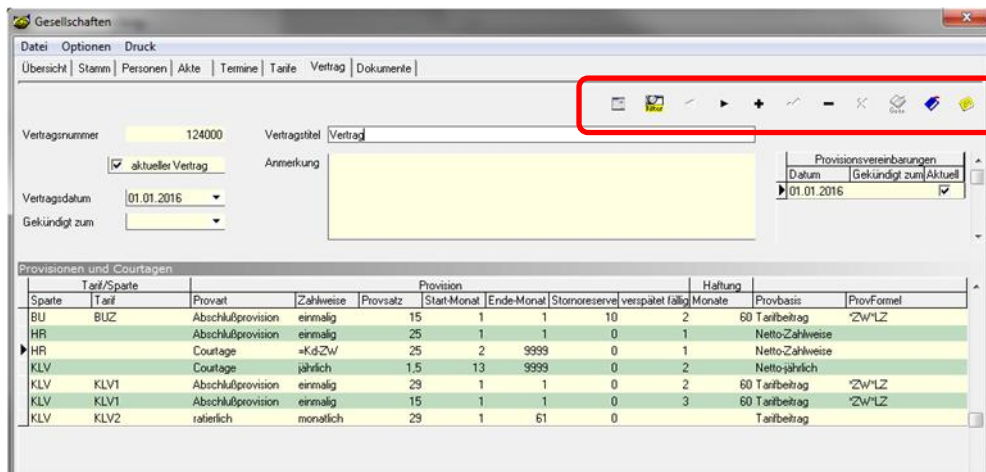 Gesellschaften
Datei Optionen Druck
Übersicht Stamm Personen Akte Termine Tarife Vertrag Dokumente
Vertragsnummer 124000 Vertragstitel Vertrag
aktueller Vertrag Anmerkung
Vertragsdatum 01.01.2016
Gekündigt zum
Provisionsvereinbarungen
Datum Gekündigt zum Aktuell
01.01.2016
Provisionen und Courtagen
Tarif/Sparte Provision Haftung
Sparte Tarif Provart Zahlweise Provsatz Start-Monat Ende-Monat Stornoreserve verspätet fällig Monate Provbasis ProvFormel
BU BUZ Abschlußprovision einmalig 15 1 1 10 2 60 Tarifbeitrag *ZW*LZ
HR Abschlußprovision einmalig 25 1 1 0 1 Netto-Zahlweise
HR Courtage =Kd-ZW 25 2 9999 0 1 Netto-Zahlweise
KLV Courtage jährlich 1,5 13 9999 0 2 Netto-jährlich
KLV KLV1 Abschlußprovision einmalig 29 1 1 0 2 60 Tarifbeitrag *ZW*LZ
KLV KLV1 Abschlußprovision einmalig 15 1 1 0 3 60 Tarifbeitrag *ZW*LZ
KLV KLV2 ratierlich monatlich 29 1 61 0 Tarifbeitrag